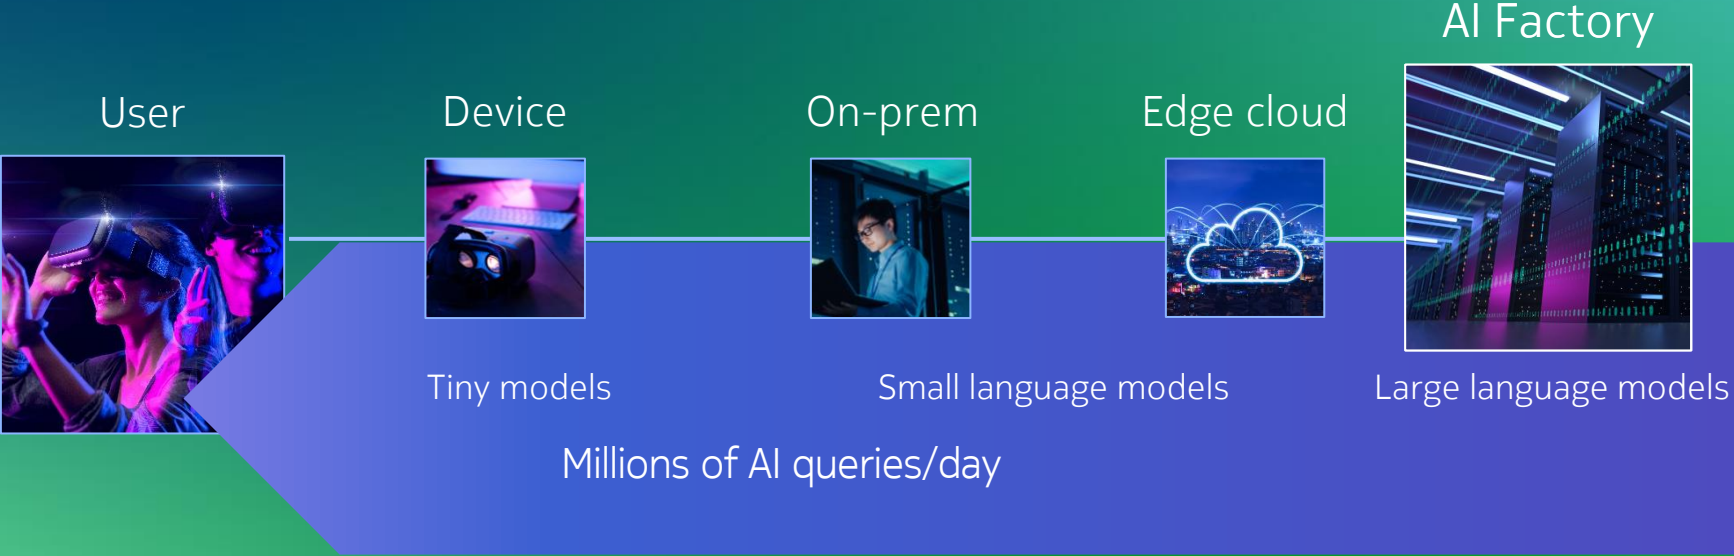 AI Factory
User
Device
On-prem
Edge cloud
Tiny models
Small language models
Large language models
Millions of AI queries/day